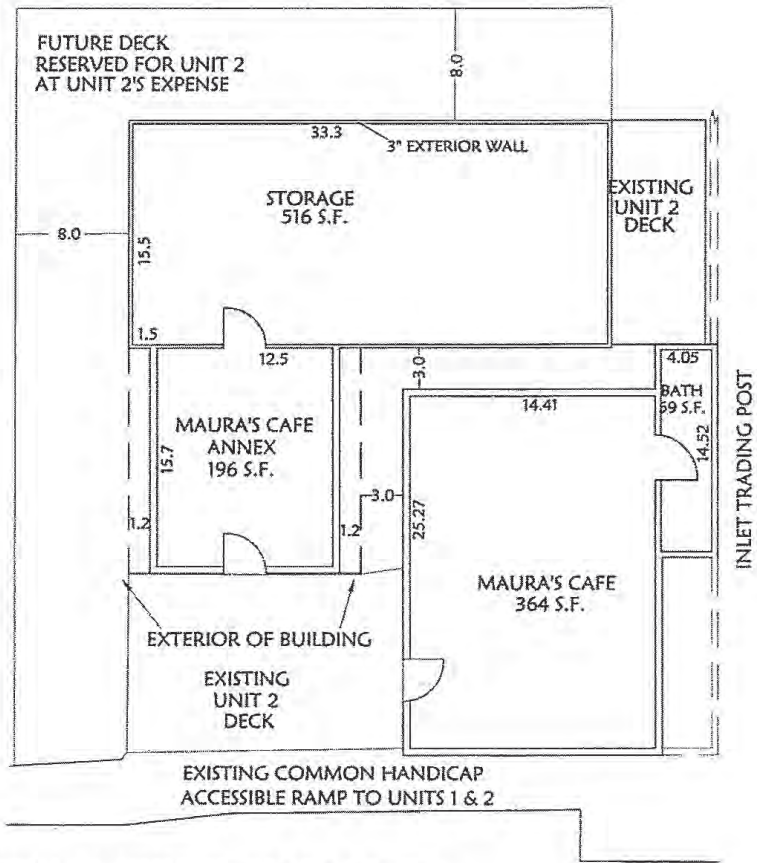 FUTURE DECK
RESERVED FOR UNIT 2
AT UNIT 2'S EXPENSE
8.0
33.3
3" EXTERIOR WALL
STORAGE
516 S.F.
EXISTING
UNIT 2
DECK
8.0
15.5
1.5
12.5
3.0
4.05
MAURA'S CAFE
ANNEX
196 S.F.
15.7
14.41
BATH
59 S.F.
14.52
INLET TRADING POST
1.2
1.2
3.0
25.27
MAURA'S CAFE
364 S.F.
EXTERIOR OF BUILDING
EXISTING
UNIT 2
DECK
EXISTING COMMON HANDICAP
ACCESSIBLE RAMP TO UNITS 1 & 2